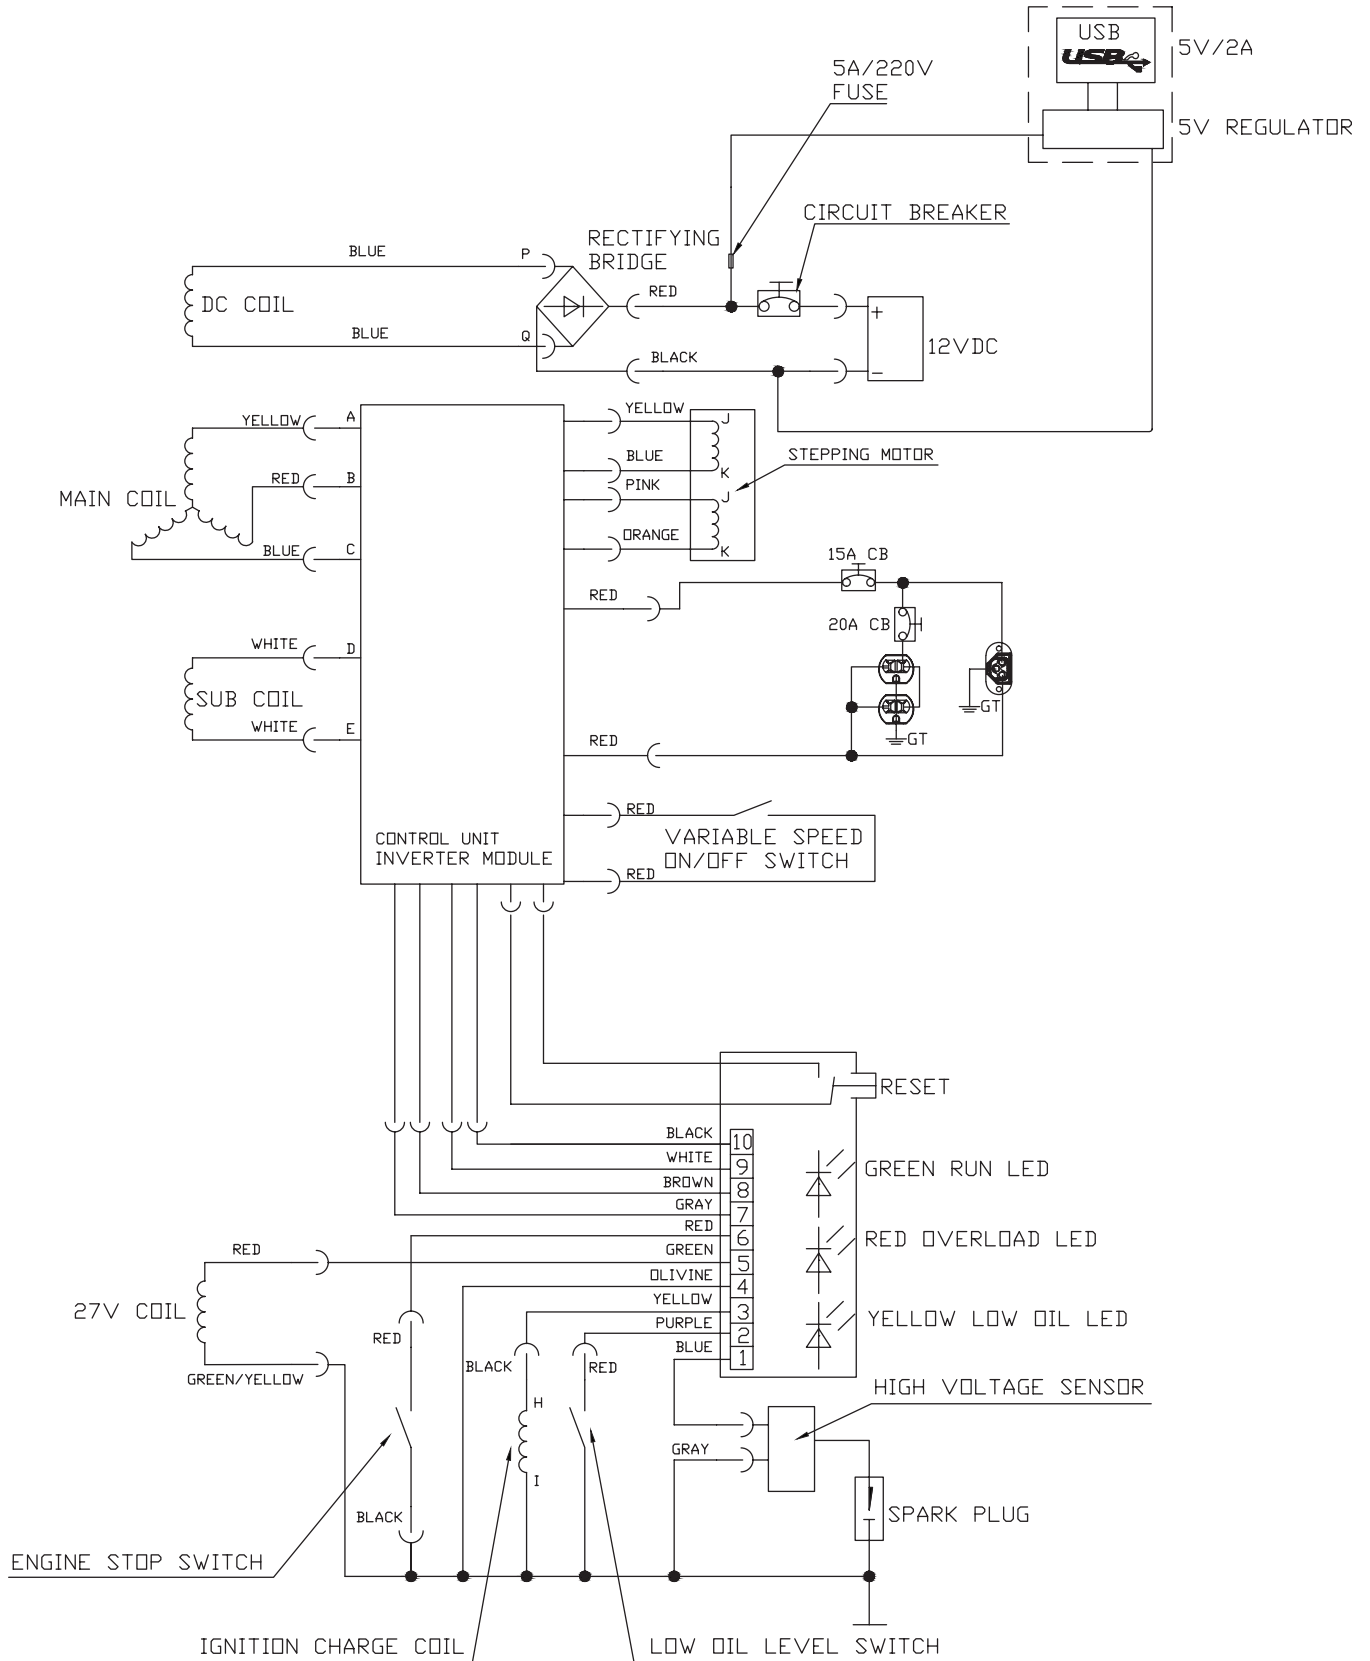 USB
USB
5V/2A
5A/220V
FUSE
5V REGULATOR
CIRCUIT BREAKER
RECTIFYING
BRIDGE
BLUE
P
DC COIL
RED
+
BLUE
Q
12VDC
BLACK
−
YELLOW
A
YELLOW
J
BLUE
K
STEPPING MOTOR
RED
B
PINK
J
MAIN COIL
ORANGE
K
BLUE
C
15A CB
RED
20A CB
WHITE
D
SUB COIL
GT
WHITE
E
RED
GT
RED
CONTROL UNIT
INVERTER MODULE
VARIABLE SPEED
ON/OFF SWITCH
RED
RESET
BLACK
10
WHITE
9
GREEN RUN LED
BROWN
8
GRAY
7
RED
6
RED OVERLOAD LED
RED
GREEN
5
OLIVINE
4
27V COIL
YELLOW
3
YELLOW LOW OIL LED
PURPLE
2
RED
BLUE
1
BLACK
RED
GREEN/YELLOW
HIGH VOLTAGE SENSOR
H
GRAY
I
BLACK
SPARK PLUG
ENGINE STOP SWITCH
IGNITION CHARGE COIL
LOW OIL LEVEL SWITCH